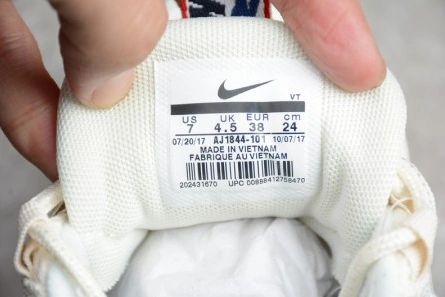 VT
US UK EUR cm
7 4.5 38 24
07/20/17 AJ1844-101 10/07/17
MADE IN VIETNAM
FABRIQUE AU VIETNAM
202431670 UPC 00888412758470